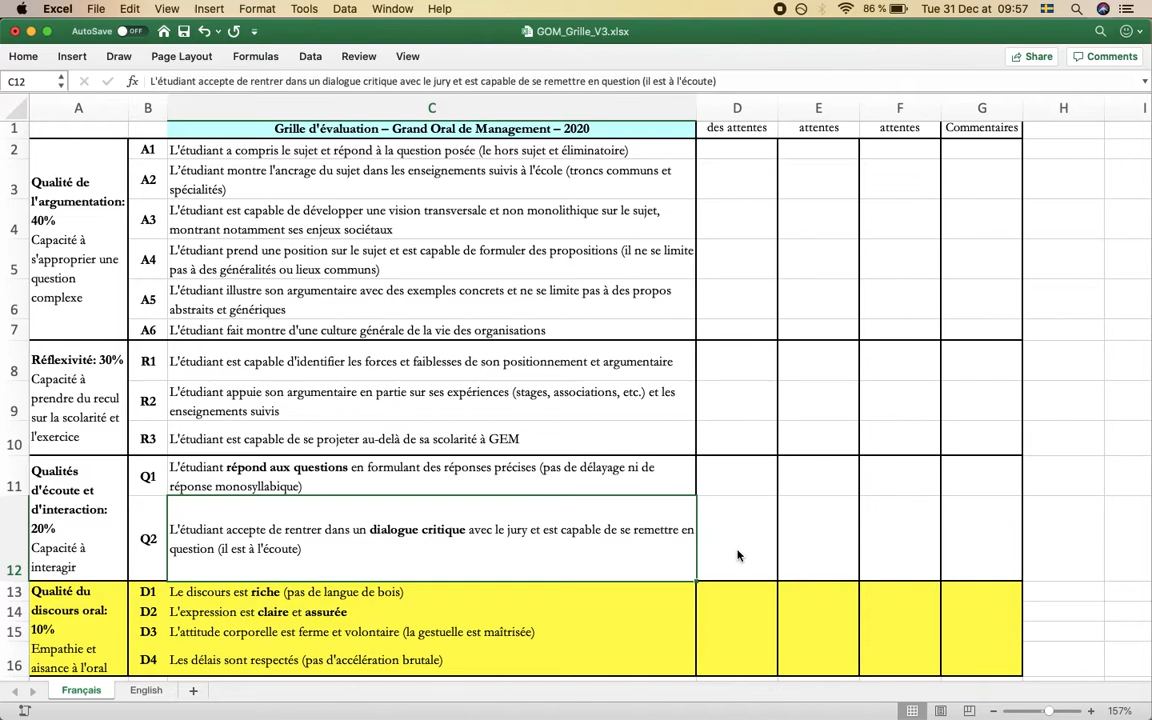 Excel File Edit View Insert Format Tools Data Window Help 86 % Tue 31 Dec at 09:57
AutoSave OFF GOM_Grille_V3.xlsx
Home Insert Draw Page Layout Formulas Data Review View Share Comments
C12 fx L'étudiant accepte de rentrer dans un dialogue critique avec le jury et est capable de se remettre en question (il est à l'écoute)
A B C D E F G H I
1 Grille d'évaluation – Grand Oral de Management – 2020 des attentes attentes attentes Commentaires
2 A1 L'étudiant a compris le sujet et répond à la question posée (le hors sujet et éliminatoire)
Qualité de
l'argumentation:
40%
Capacité à
s'approprier une
question
complexe
3 A2 L'étudiant montre l'ancrage du sujet dans les enseignements suivis à l'école (troncs communs et
spécialités)
4 A3 L'étudiant est capable de développer une vision transversale et non monolithique sur le sujet,
montrant notamment ses enjeux sociétaux
5 A4 L'étudiant prend une position sur le sujet et est capable de formuler des propositions (il ne se limite
pas à des généralités ou lieux communs)
6 A5 L'étudiant illustre son argumentaire avec des exemples concrets et ne se limite pas à des propos
abstraits et génériques
7 A6 L'étudiant fait montre d'une culture générale de la vie des organisations
Réflexivité: 30%
Capacité à
prendre du recul
sur la scolarité et
l'exercice
8 R1 L'étudiant est capable d'identifier les forces et faiblesses de son positionnement et argumentaire
9 R2 L'étudiant appuie son argumentaire en partie sur ses expériences (stages, associations, etc.) et les
enseignements suivis
10 R3 L'étudiant est capable de se projeter au-delà de sa scolarité à GEM
Qualités
d'écoute et
d'interaction:
20%
Capacité à
interagir
11 Q1 L'étudiant répond aux questions en formulant des réponses précises (pas de délayage ni de
réponse monosyllabique)
12 Q2 L'étudiant accepte de rentrer dans un dialogue critique avec le jury et est capable de se remettre en
question (il est à l'écoute)
Qualité du
discours oral:
10%
Empathie et
aisance à l'oral
13 D1 Le discours est riche (pas de langue de bois)
14 D2 L'expression est claire et assurée
15 D3 L'attitude corporelle est ferme et volontaire (la gestuelle est maîtrisée)
16 D4 Les délais sont respectés (pas d'accélération brutale)
Français English +
157%